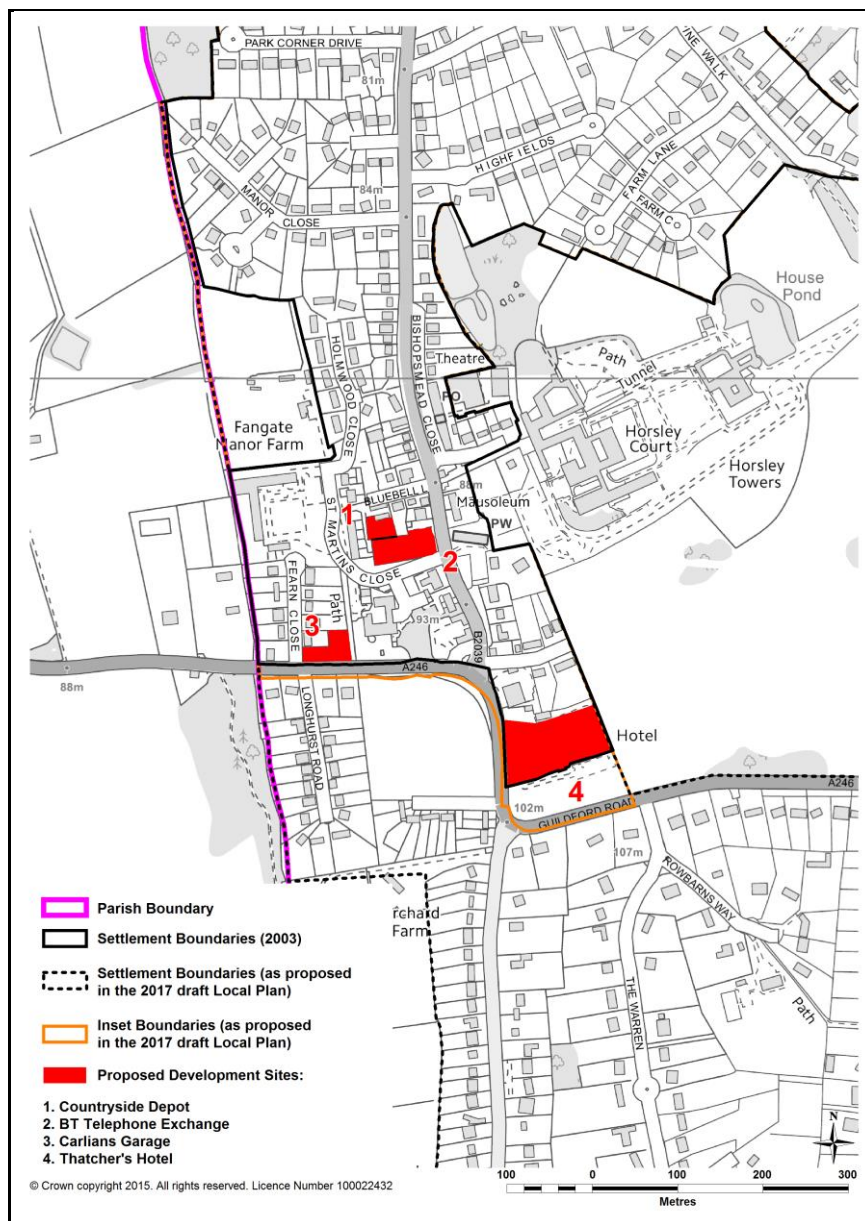 PARK CORNER DRIVE
81m
NE WALK
HIGHFIELDS
FARM LANE
FARM CO
84m
MANOR
CLOSE
House
Pond
BISHOPSMEAD CLOSE
HOLMWOOD CLOSE
Theatre
Path
Tunnel
PO
Fangate
Manor Farm
Horsley
Court
Horsley
Towers
88m
BLUEBELL
Mausoleum
PW
1
ST MARTINS CLOSE
2
FEARN CLOSE
Path
3
93m
B2039
A246
88m
LONGHURST ROAD
Hotel
4
102m
GUILDFORD ROAD
A246
107m
ROWBARNS WAY
Path
THE WARREN
rchard
Farm
Parish Boundary
Settlement Boundaries (2003)
Settlement Boundaries (as proposed
in the 2017 draft Local Plan)
Inset Boundaries (as proposed
in the 2017 draft Local Plan)
Proposed Development Sites:
1. Countryside Depot
2. BT Telephone Exchange
3. Carlians Garage
4. Thatcher's Hotel
N
© Crown copyright 2015. All rights reserved. Licence Number 100022432
100 0 100 200 300
Metres